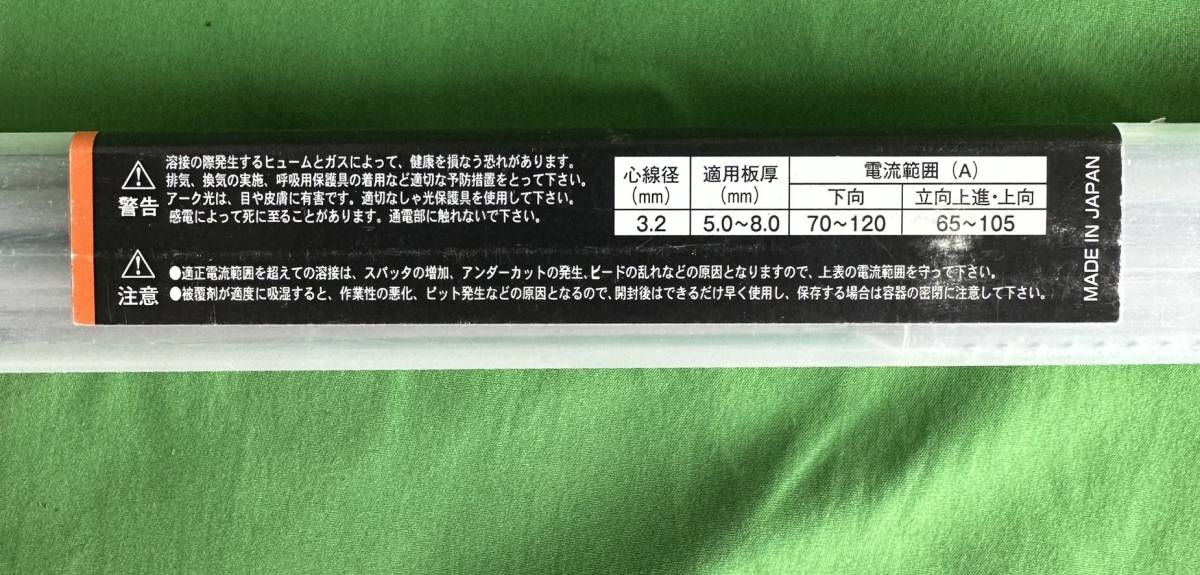 警告
溶接の際発生するヒュームとガスによって、健康を損なう恐れがあります。
排気、換気の実施、呼吸用保護具の着用など適切な予防措置をとって下さい。
アーク光は、目や皮膚に有害です。適切なしゃ光保護具を使用して下さい。
感電によって死に至ることがあります。通電部に触れないで下さい。
心線径 適用板厚 電流範囲（A）
(mm) (mm) 下向 立向上進・上向
3.2 5.0～8.0 70～120 65～105
注意
●適正電流範囲を超えての溶接は、スパッタの増加、アンダーカットの発生、ビードの乱れなどの原因となりますので、上表の電流範囲を守って下さい。
●被覆剤が適度に吸湿すると、作業性の悪化、ピット発生などの原因となるので、開封後はできるだけ早く使用し、保存する場合は容器の密閉に注意して下さい。
MADE IN JAPAN